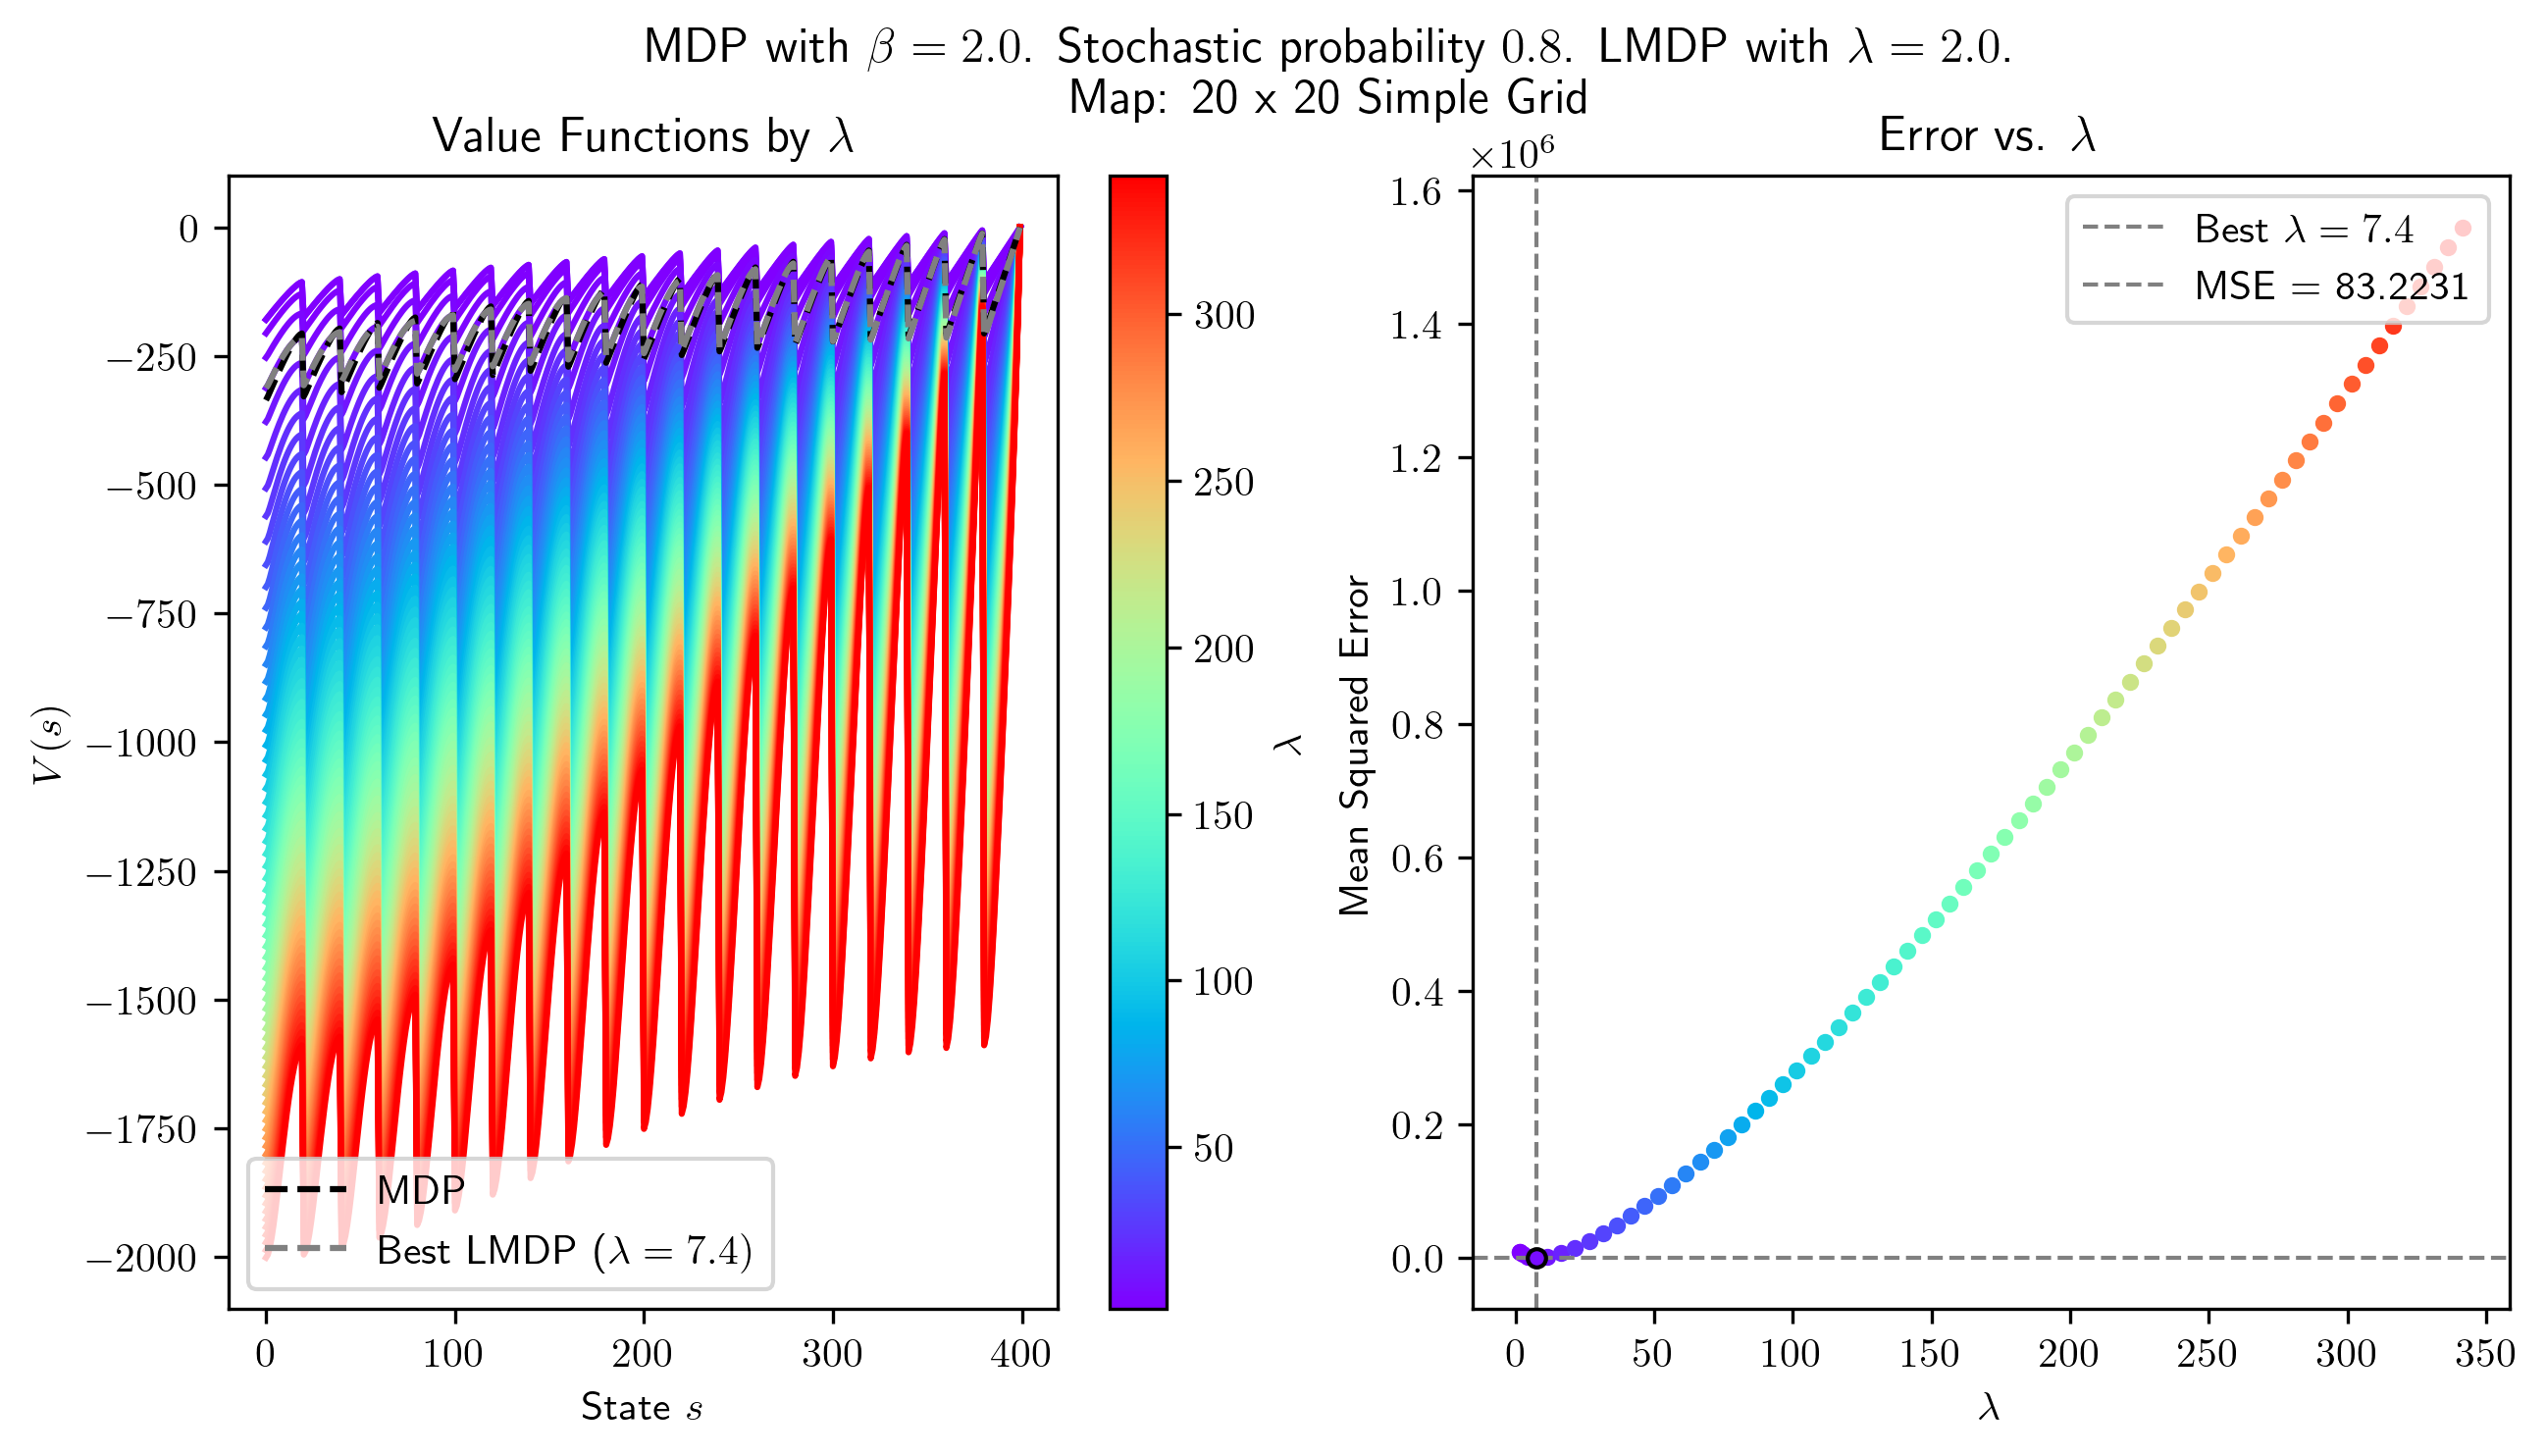 MDP with β = 2.0. Stochastic probability 0.8. LMDP with λ = 2.0.
Map: 20 x 20 Simple Grid
Value Functions by λ
0
−250
−500
−750
−1000
−1250
−1500
−1750
−2000
V(s)
MDP
Best LMDP (λ = 7.4)
0
100
200
300
400
State s
300
250
200
150
100
50
λ
Error vs. λ
×10⁶
1.6
1.4
1.2
1.0
0.8
0.6
0.4
0.2
0.0
Mean Squared Error
Best λ = 7.4
MSE = 83.2231
0
50
100
150
200
250
300
350
λ